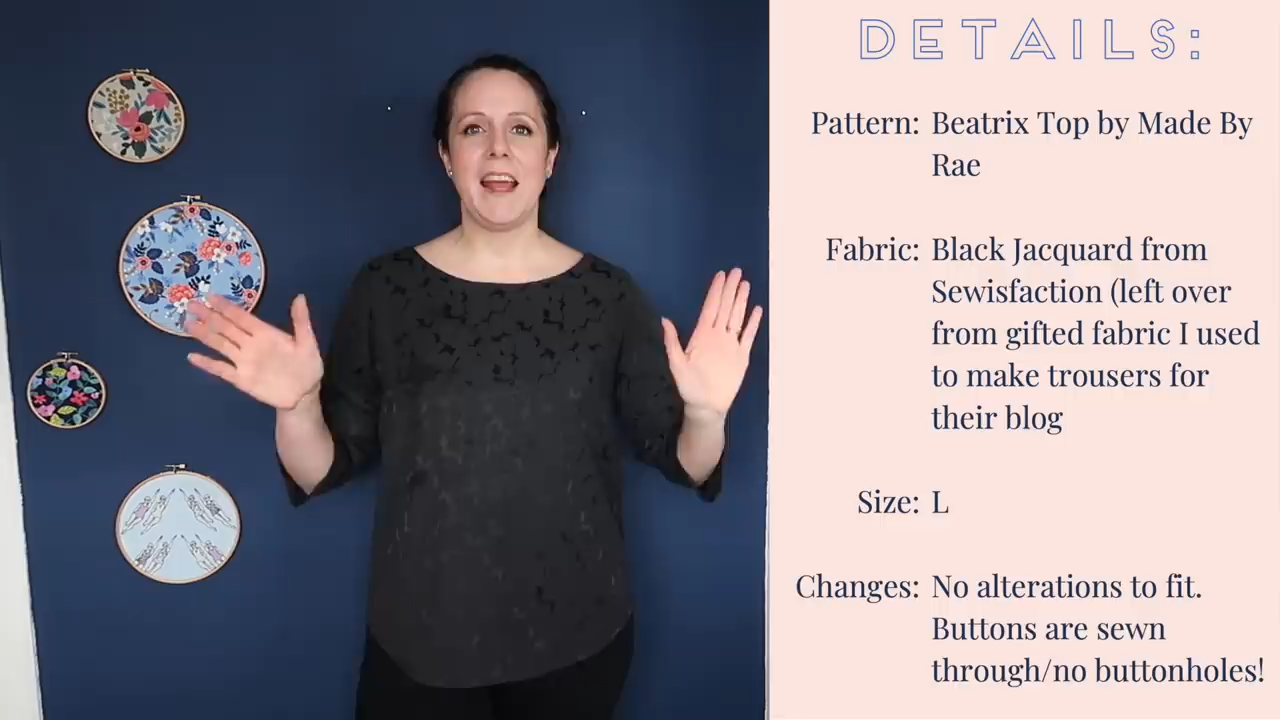 DETAILS:
Pattern: Beatrix Top by Made By
Rae
Fabric: Black Jacquard from
Sewisfaction (left over
from gifted fabric I used
to make trousers for
their blog
Size: L
Changes: No alterations to fit.
Buttons are sewn
through/no buttonholes!